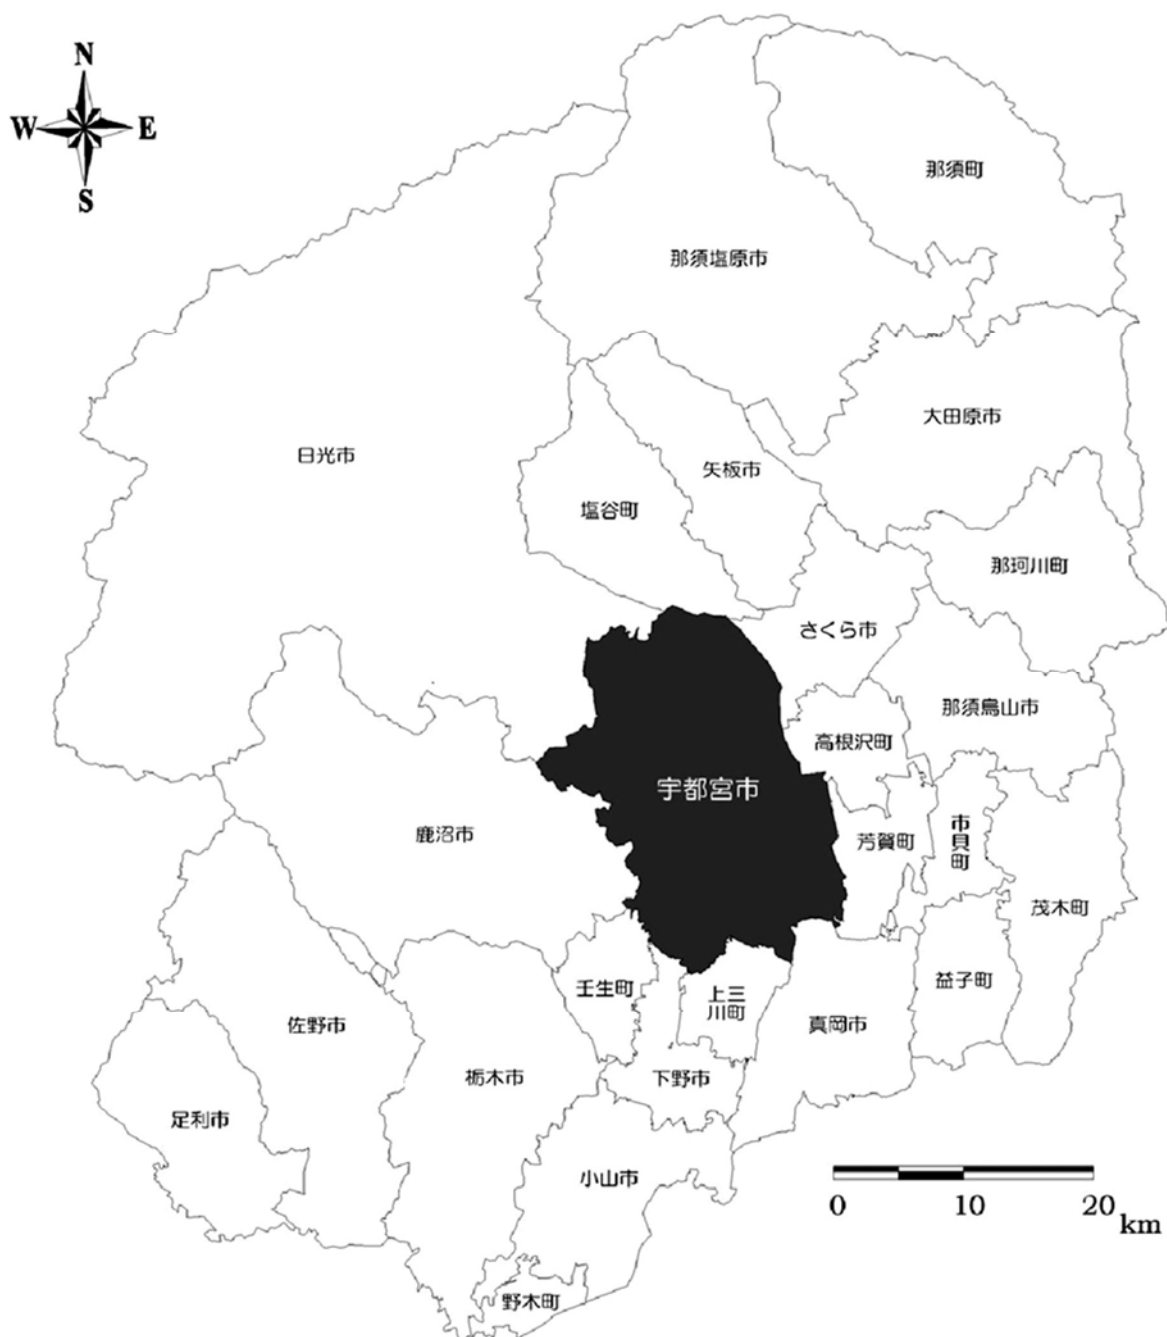 N
W E
S
那須町
那須塩原市
大田原市
日光市
矢板市
塩谷町
那珂川町
さくら市
那須烏山市
高根沢町
宇都宮市
鹿沼市
芳賀町
市貝町
茂木町
益子町
壬生町
上三
川町
真岡市
佐野市
栃木市
下野市
足利市
小山市
野木町
0 10 20
km